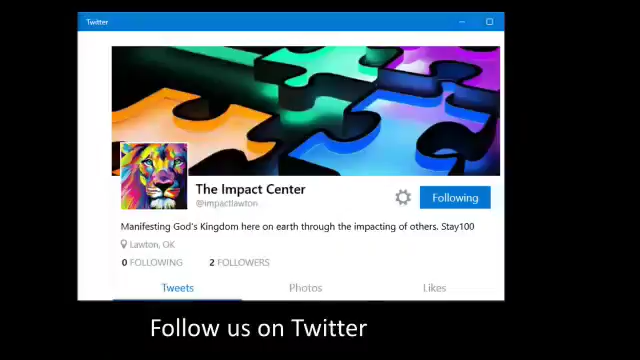 Twitter
The Impact Center
@impactlawton
Following
Manifesting God's Kingdom here on earth through the impacting of others. Stay100
Lawton, OK
0 FOLLOWING 2 FOLLOWERS
Tweets Photos Likes
Follow us on Twitter